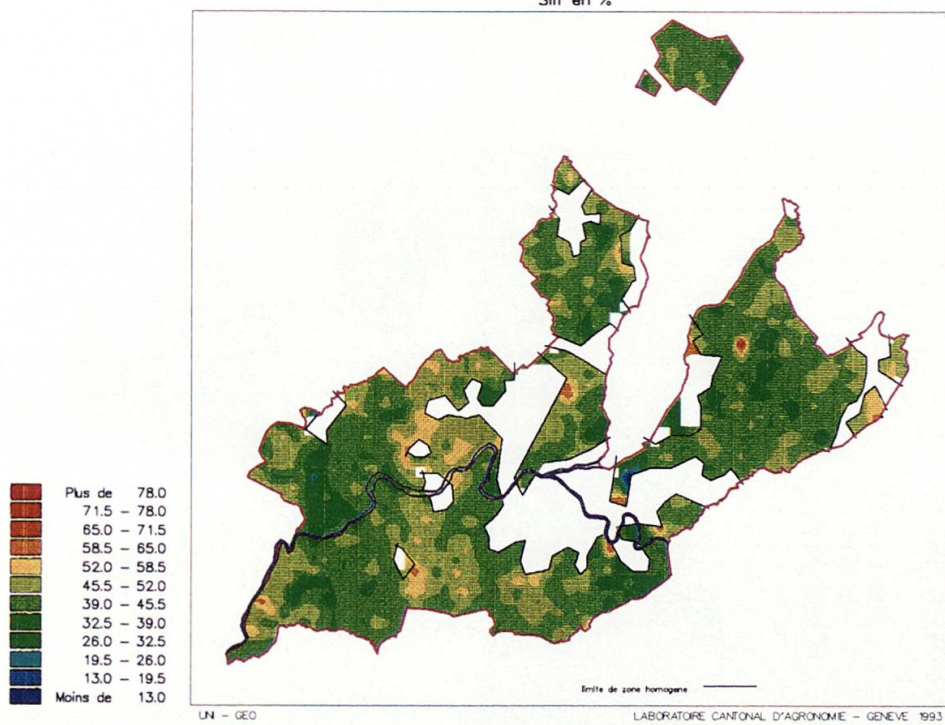 Silt en %
Plus de 78.0
71.5 - 78.0
65.0 - 71.5
58.5 - 65.0
52.0 - 58.5
45.5 - 52.0
39.0 - 45.5
32.5 - 39.0
26.0 - 32.5
19.5 - 26.0
13.0 - 19.5
Moins de 13.0
limite de zone homogene
UNI - GEO
LABORATOIRE CANTONAL D'AGRONOMIE - GENEVE 1993